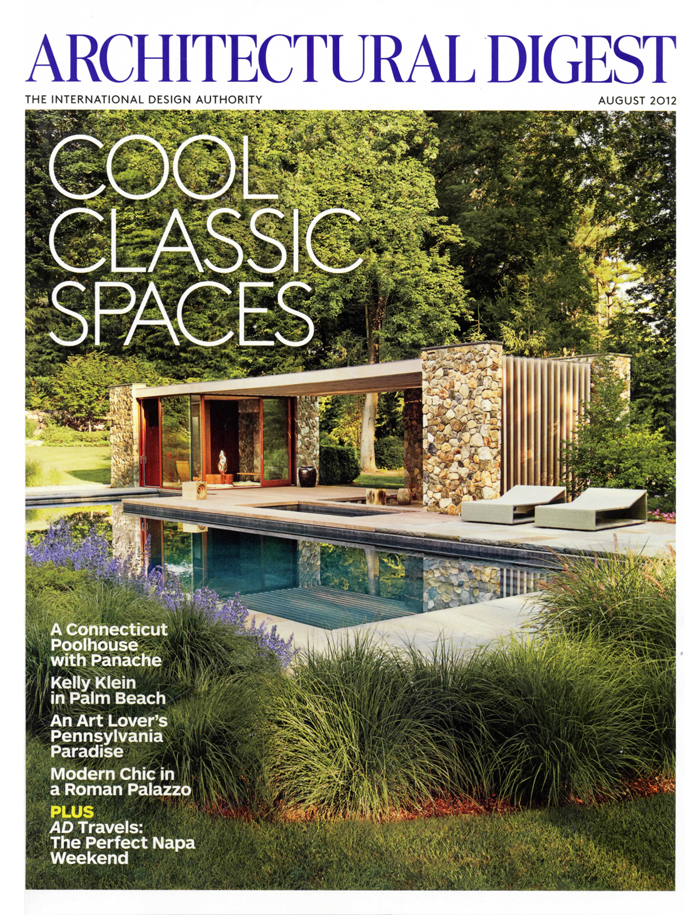 ARCHITECTURAL DIGEST
THE INTERNATIONAL DESIGN AUTHORITY
AUGUST 2012
COOL
CLASSIC
SPACES
A Connecticut
Poolhouse
with Panache
Kelly Klein
in Palm Beach
An Art Lover's
Pennsylvania
Paradise
Modern Chic in
a Roman Palazzo
PLUS
AD Travels:
The Perfect Napa
Weekend